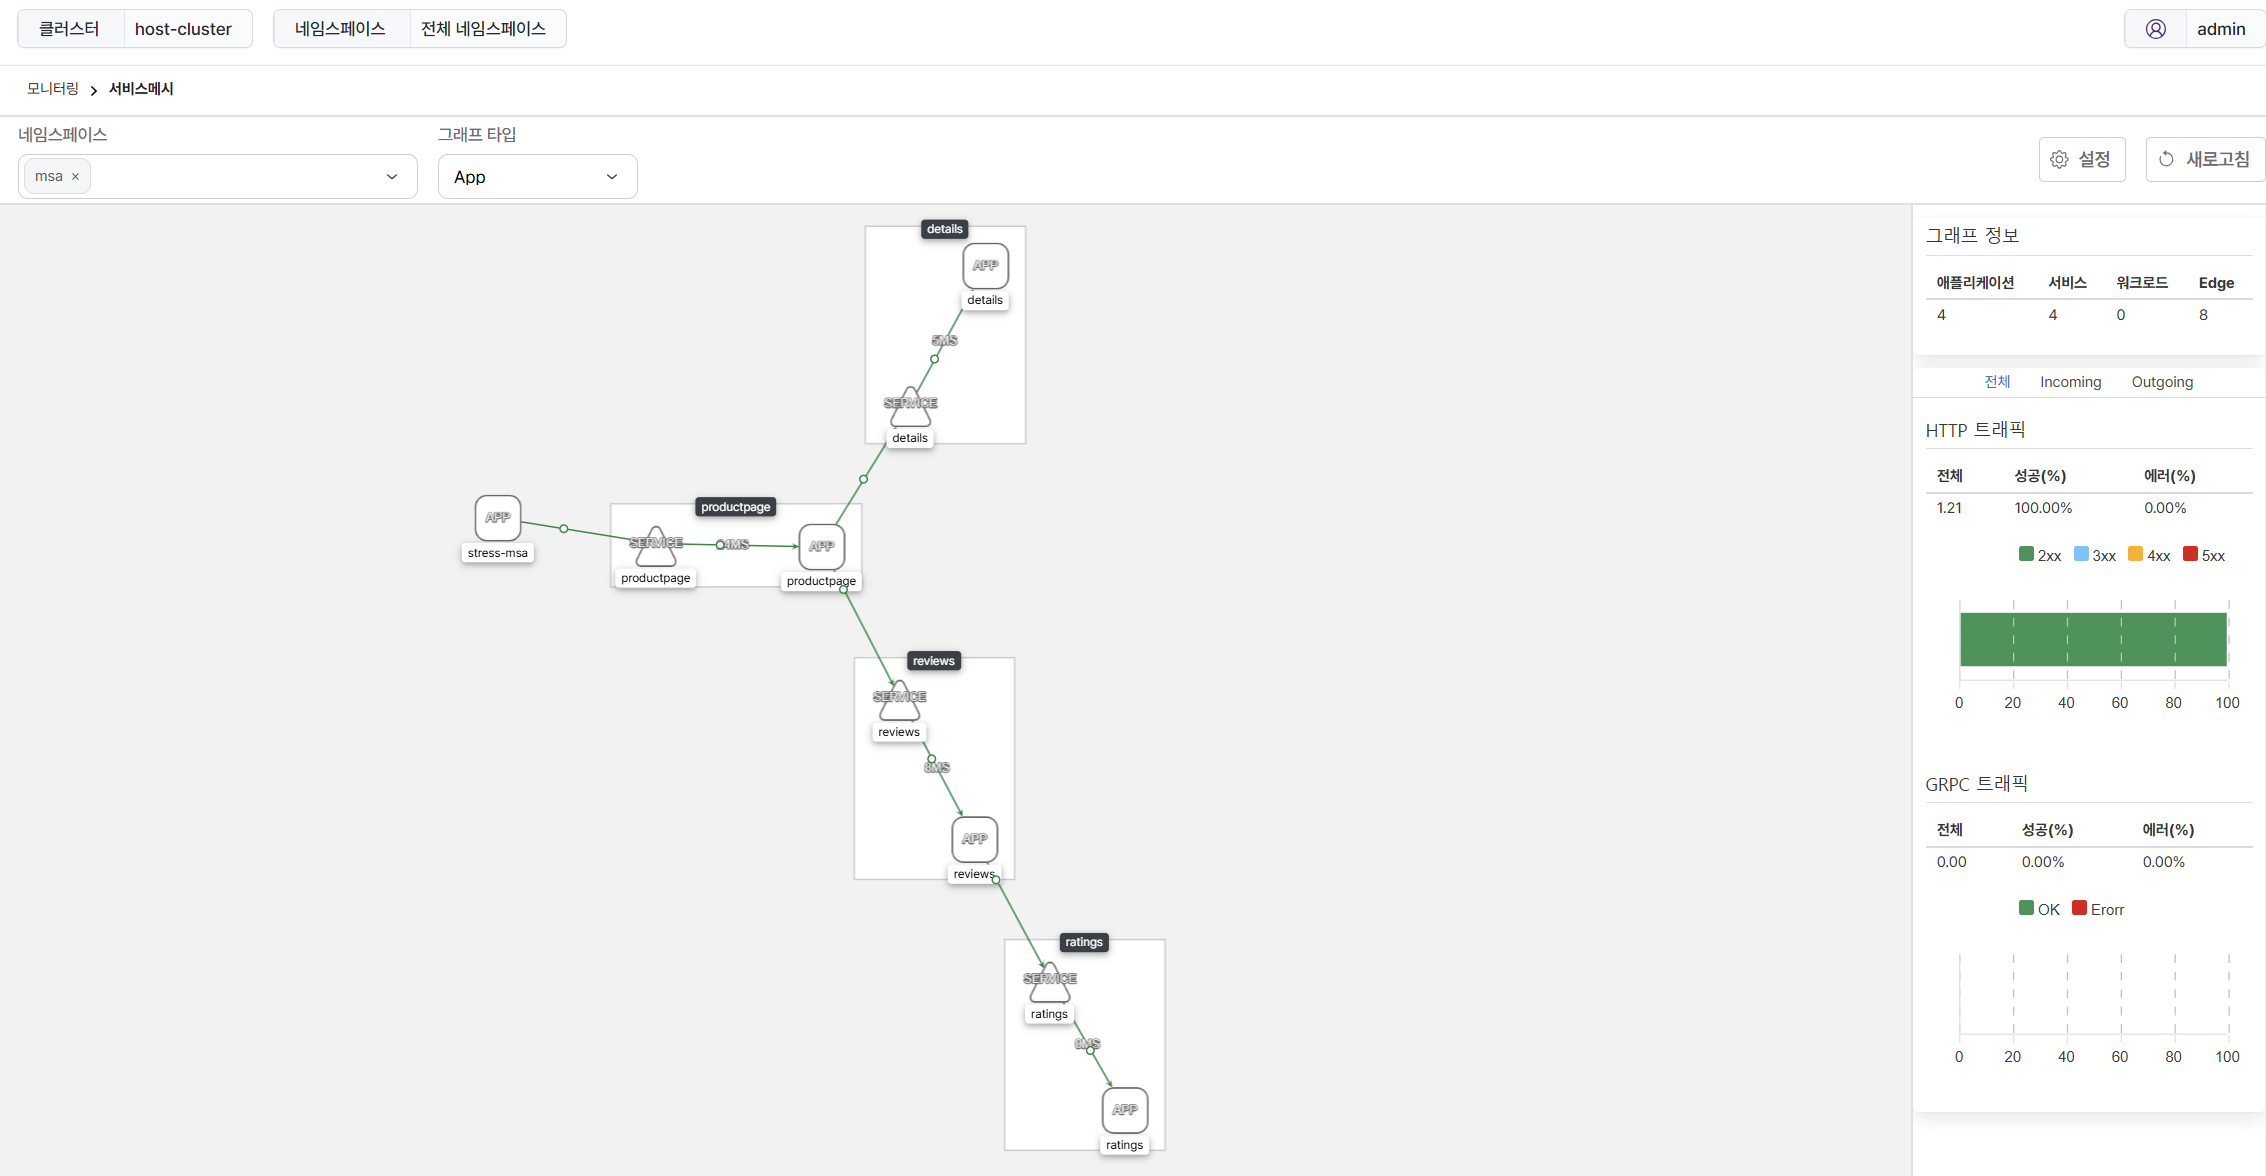 클러스터 host-cluster 네임스페이스 전체 네임스페이스 admin
모니터링 > 서비스메시
네임스페이스 그래프 타입
msa × App 설정 새로고침
details
APP
details
5MS
SERVICE
details
APP
stress-msa
productpage
SERVICE
productpage
APP
productpage
reviews
SERVICE
reviews
8MS
APP
reviews
ratings
SERVICE
ratings
APP
ratings
그래프 정보
애플리케이션 서비스 워크로드 Edge
4 4 0 8
전체 Incoming Outgoing
HTTP 트래픽
전체 성공(%) 에러(%)
1.21 100.00% 0.00%
2xx 3xx 4xx 5xx
0 20 40 60 80 100
GRPC 트래픽
전체 성공(%) 에러(%)
0.00 0.00% 0.00%
OK Erorr
0 20 40 60 80 100